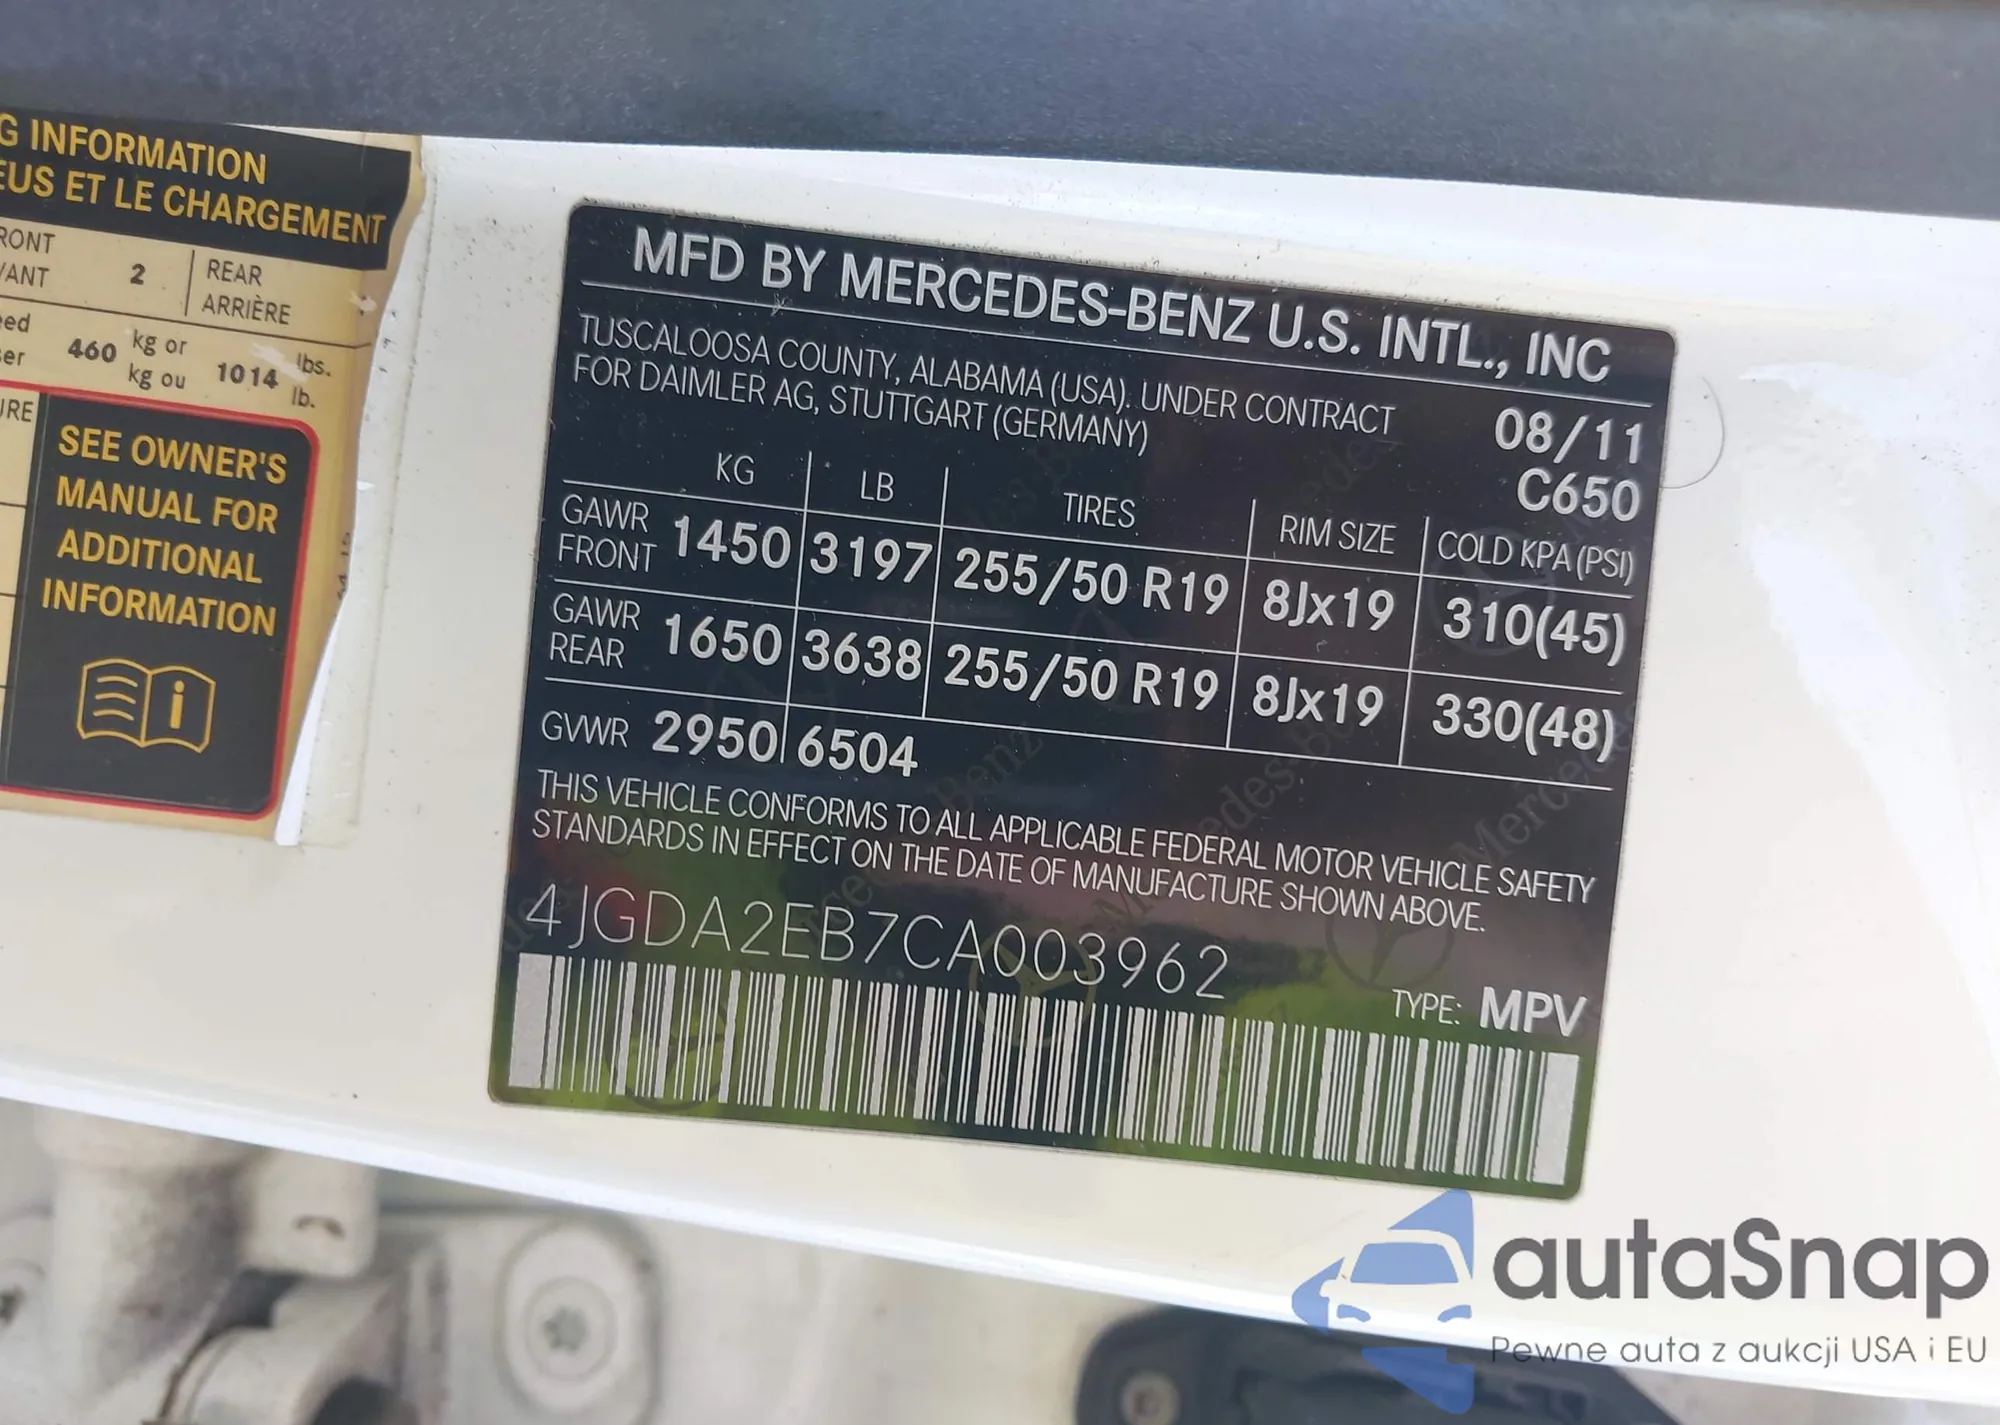 G INFORMATION
EUS ET LE CHARGEMENT
RONT
VANT
2
REAR
ARRIÈRE
eed
ser
460
kg or
kg ou
1014
lbs.
lb.
URE
SEE OWNER'S
MANUAL FOR
ADDITIONAL
INFORMATION
MFD BY MERCEDES-BENZ U.S. INTL., INC
TUSCALOOSA COUNTY, ALABAMA (USA). UNDER CONTRACT
FOR DAIMLER AG, STUTTGART (GERMANY)
08/11
C650
KG LB TIRES RIM SIZE COLD KPA (PSI)
GAWR
FRONT 1450 3197 255/50 R19 8Jx19 310(45)
GAWR
REAR 1650 3638 255/50 R19 8Jx19 330(48)
GVWR 2950 6504
THIS VEHICLE CONFORMS TO ALL APPLICABLE FEDERAL MOTOR VEHICLE SAFETY
STANDARDS IN EFFECT ON THE DATE OF MANUFACTURE SHOWN ABOVE.
4JGDA2EB7CA003962
TYPE: MPV
autaSnap
Pewne auta z aukcji USA i EU